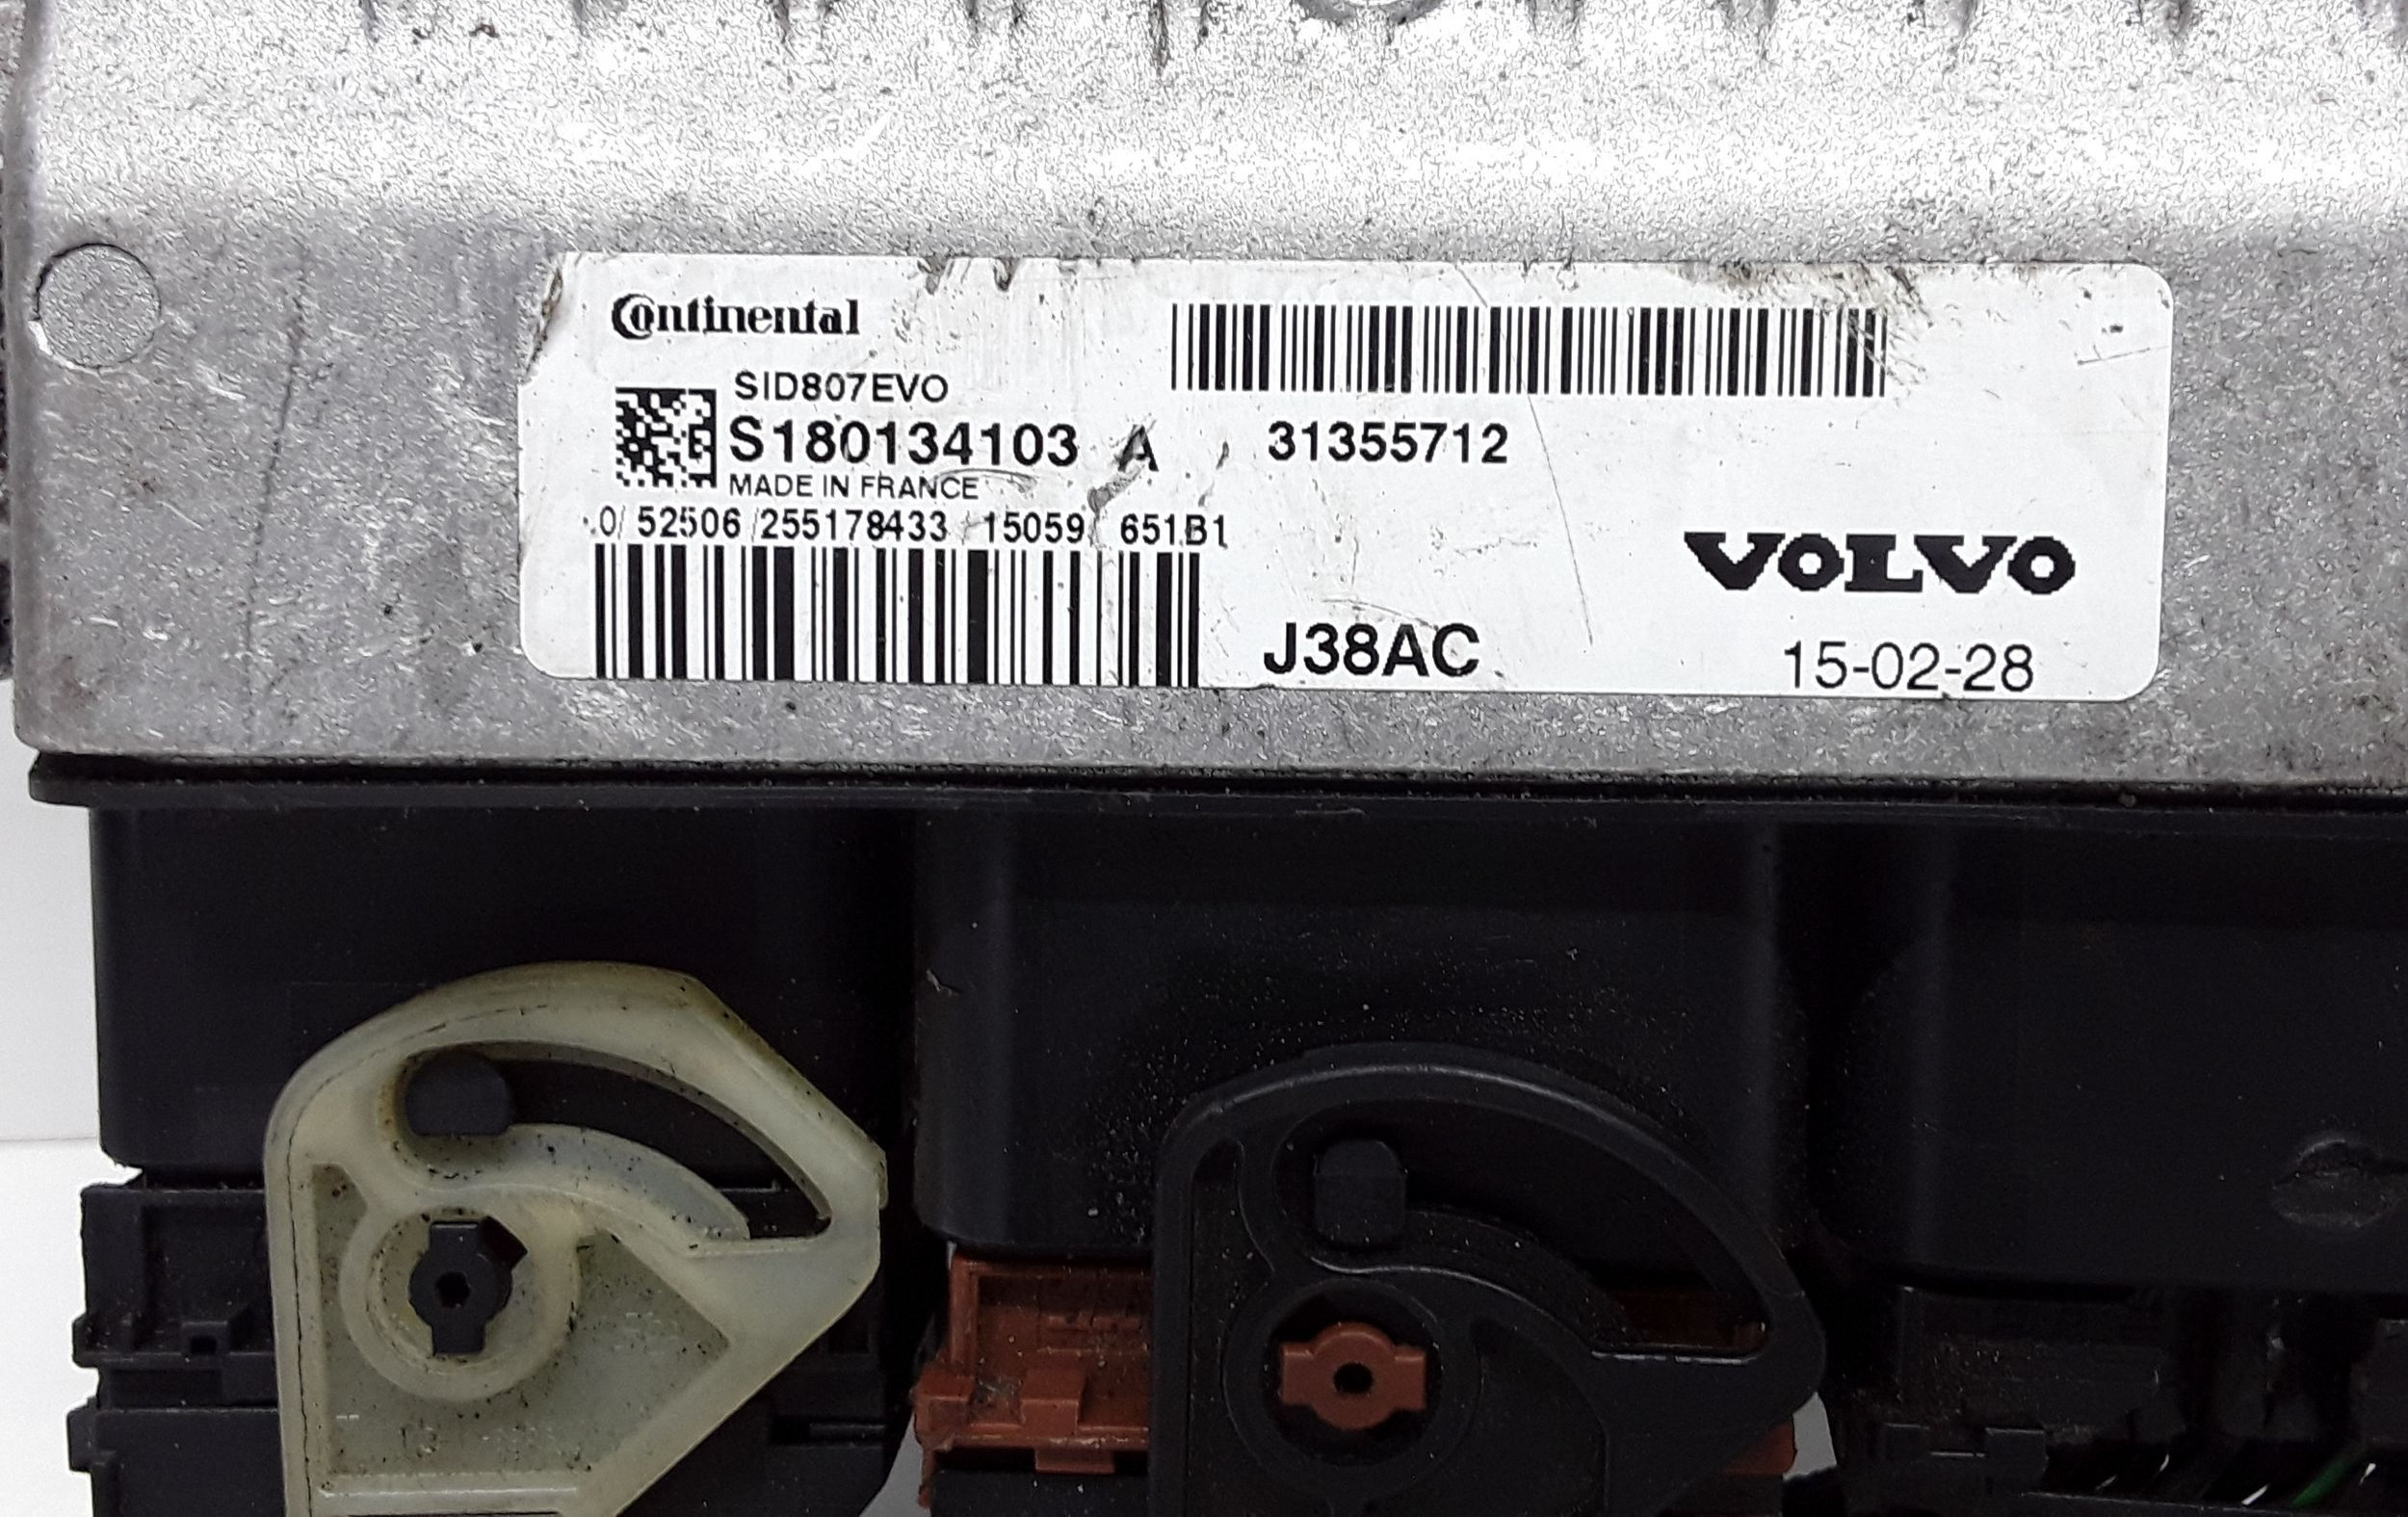 Continental
SID807EVO
S180134103 A
31355712
MADE IN FRANCE
.0/ 52506 /255178433 / 15059 / 651B1
VOLVO
J38AC
15-02-28